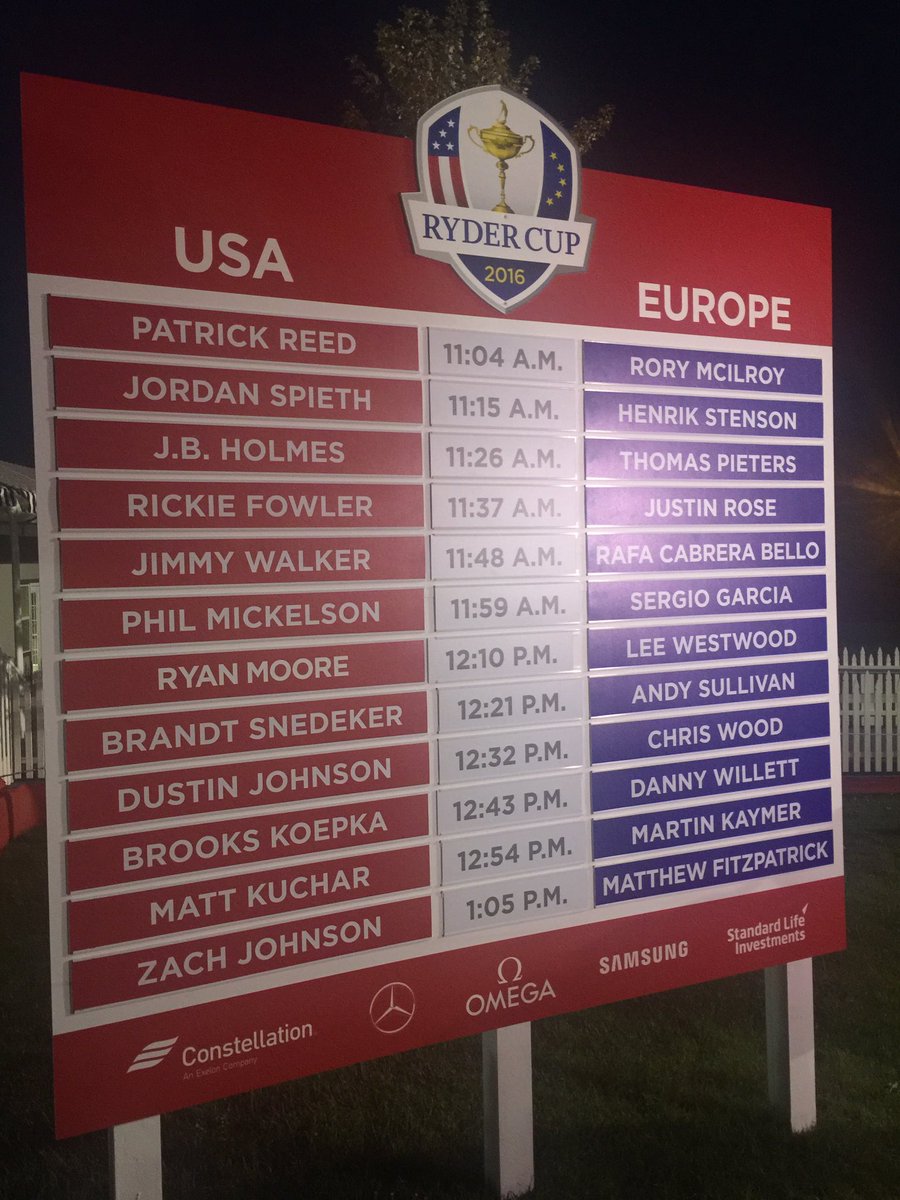 RYDER CUP
2016
USA EUROPE
PATRICK REED 11:04 A.M. RORY MCILROY
JORDAN SPIETH 11:15 A.M. HENRIK STENSON
J.B. HOLMES 11:26 A.M. THOMAS PIETERS
RICKIE FOWLER 11:37 A.M. JUSTIN ROSE
JIMMY WALKER 11:48 A.M. RAFA CABRERA BELLO
PHIL MICKELSON 11:59 A.M. SERGIO GARCIA
RYAN MOORE 12:10 P.M. LEE WESTWOOD
BRANDT SNEDEKER 12:21 P.M. ANDY SULLIVAN
DUSTIN JOHNSON 12:32 P.M. CHRIS WOOD
BROOKS KOEPKA 12:43 P.M. DANNY WILLETT
MATT KUCHAR 12:54 P.M. MARTIN KAYMER
ZACH JOHNSON 1:05 P.M. MATTHEW FITZPATRICK
Constellation
An Exelon Company
Ω
OMEGA
SAMSUNG
Standard Life
Investments